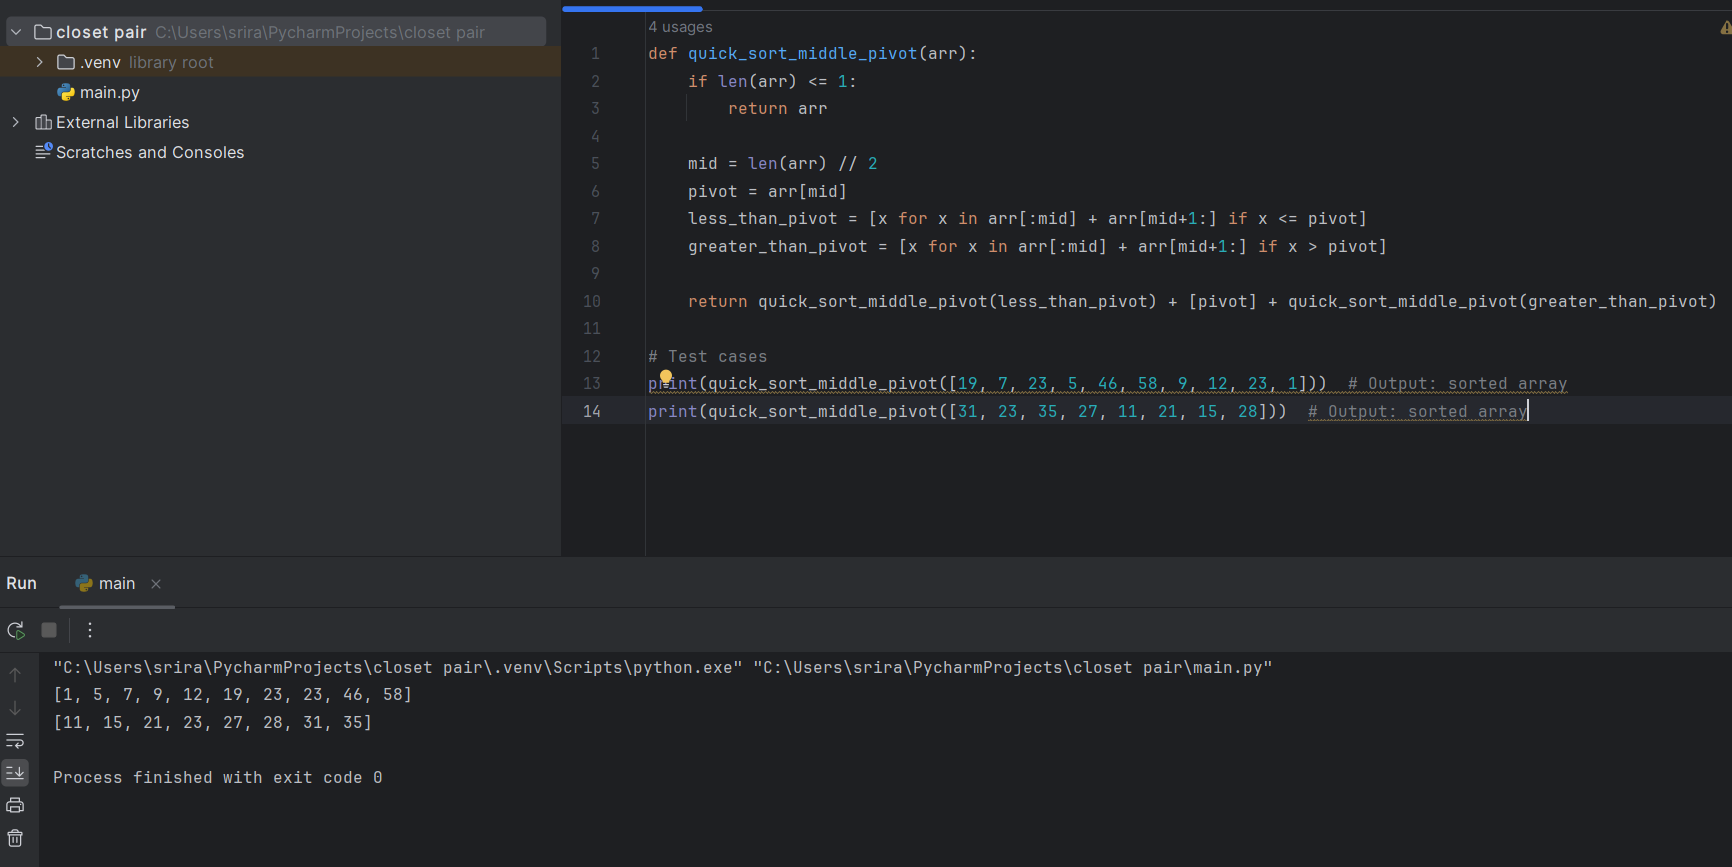 closet pair C:\Users\srira\PycharmProjects\closet pair
.venv library root
main.py
External Libraries
Scratches and Consoles
4 usages
1 def quick_sort_middle_pivot(arr):
2     if len(arr) <= 1:
3         return arr
4
5     mid = len(arr) // 2
6     pivot = arr[mid]
7     less_than_pivot = [x for x in arr[:mid] + arr[mid+1:] if x <= pivot]
8     greater_than_pivot = [x for x in arr[:mid] + arr[mid+1:] if x > pivot]
9
10     return quick_sort_middle_pivot(less_than_pivot) + [pivot] + quick_sort_middle_pivot(greater_than_pivot)
11
12 # Test cases
13 print(quick_sort_middle_pivot([19, 7, 23, 5, 46, 58, 9, 12, 23, 1]))  # Output: sorted array
14 print(quick_sort_middle_pivot([31, 23, 35, 27, 11, 21, 15, 28]))  # Output: sorted array
Run main
"C:\Users\srira\PycharmProjects\closet pair\.venv\Scripts\python.exe" "C:\Users\srira\PycharmProjects\closet pair\main.py"
[1, 5, 7, 9, 12, 19, 23, 23, 46, 58]
[11, 15, 21, 23, 27, 28, 31, 35]
Process finished with exit code 0